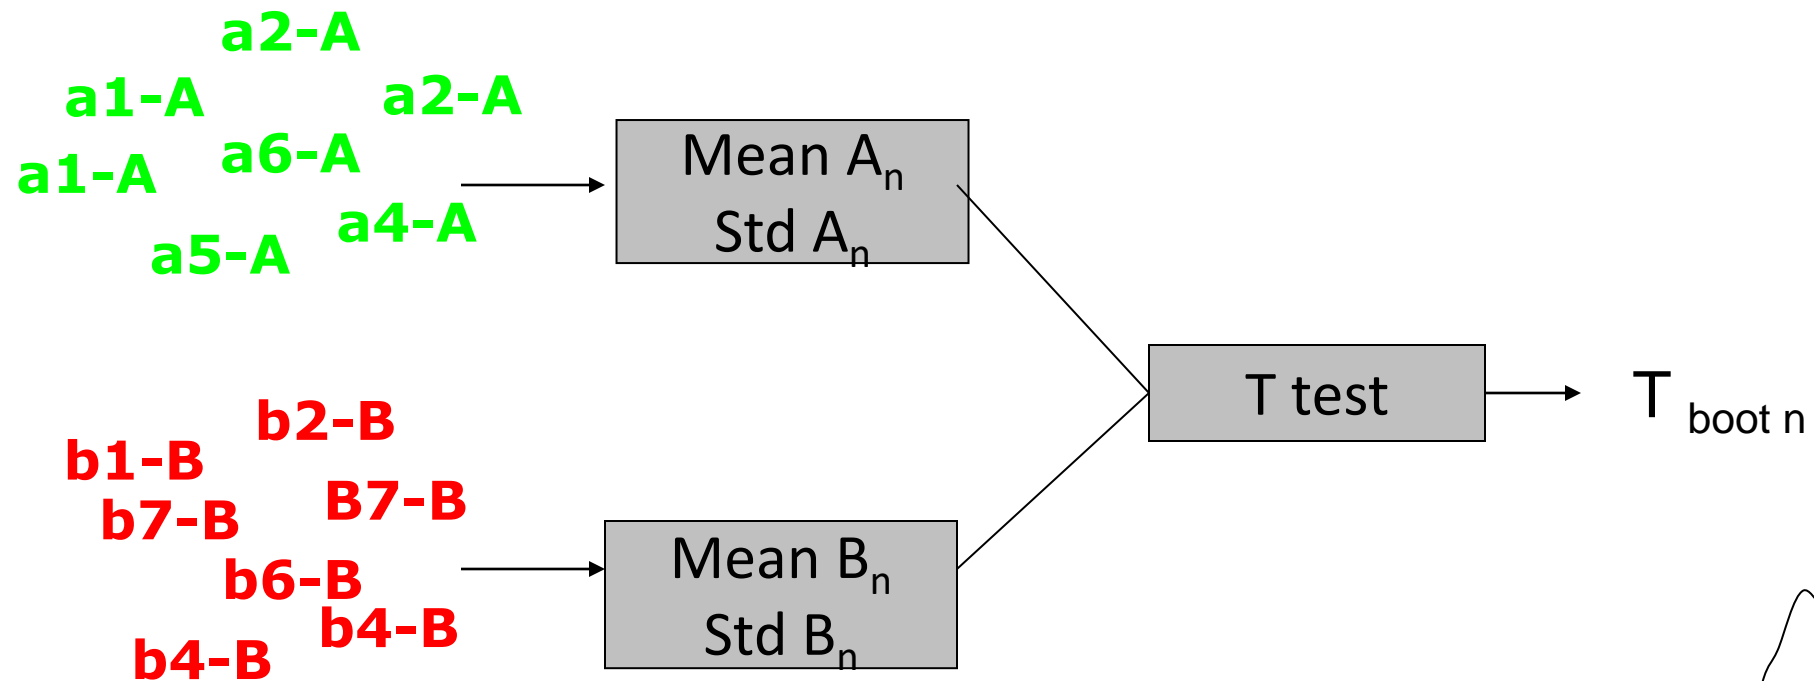 a2-A
a1-A
a2-A
a6-A
a1-A
a4-A
a5-A
Mean An
Std An
T test
T boot n
b2-B
b1-B
B7-B
b7-B
b6-B
b4-B
b4-B
Mean Bn
Std Bn